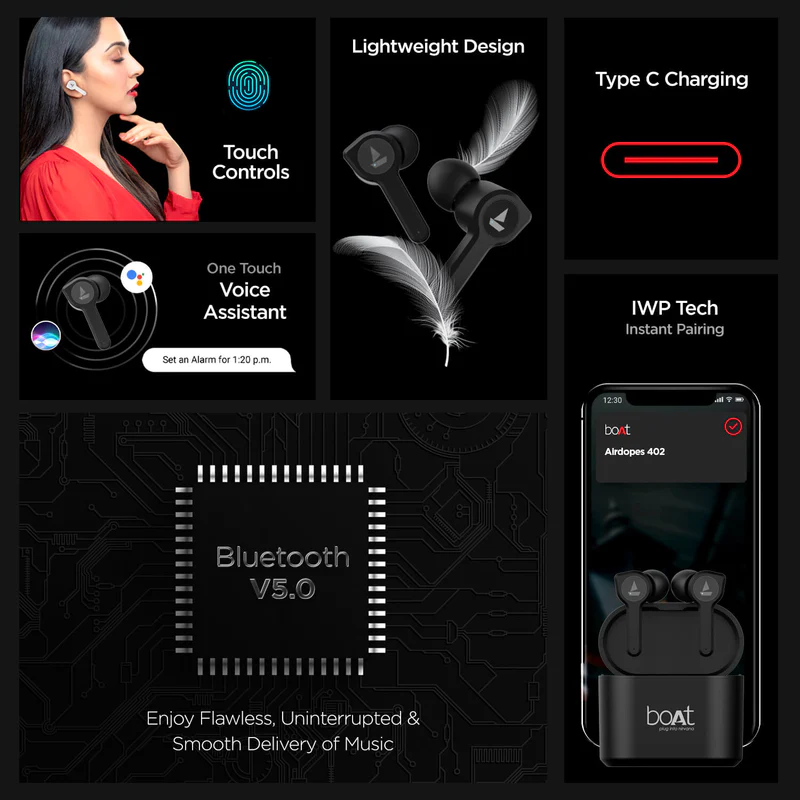 Touch
Controls
Lightweight Design
Type C Charging
One Touch
Voice
Assistant
Set an Alarm for 1:20 p.m.
IWP Tech
Instant Pairing
12:30
boAt
Airdopes 402
boAt
plug into nirvana
Bluetooth
V5.0
Enjoy Flawless, Uninterrupted &
Smooth Delivery of Music